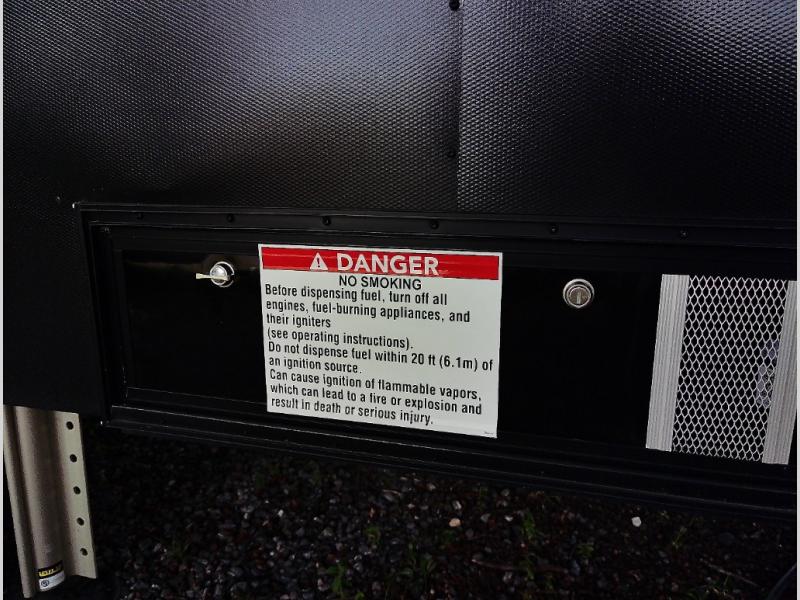 DANGER
NO SMOKING
Before dispensing fuel, turn off all
engines, fuel-burning appliances, and
their igniters
(see operating instructions).
Do not dispense fuel within 20 ft (6.1m) of
an ignition source.
Can cause ignition of flammable vapors,
which can lead to a fire or explosion and
result in death or serious injury.